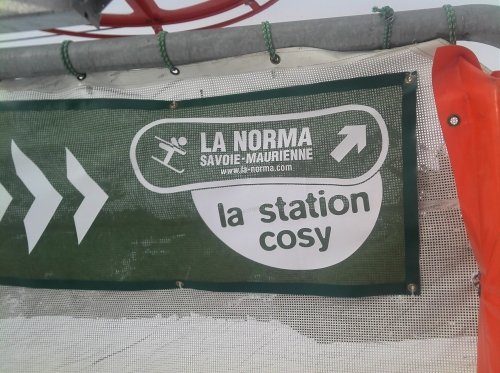 LA NORMA
SAVOIE-MAURIENNE
www.la-norma.com
la station
cosy